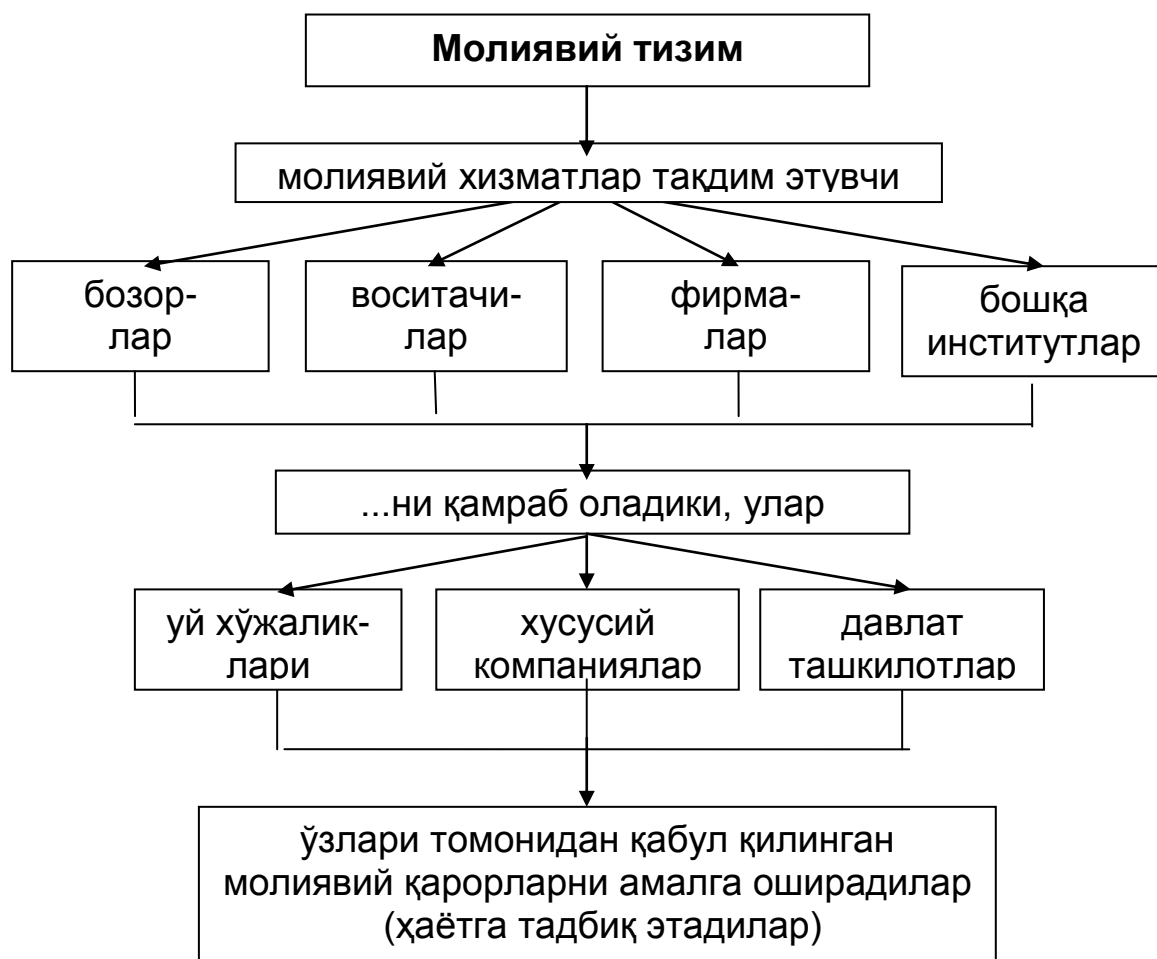 Молиявий тизим
молиявий хизматлар тақдим этувчи
бозор-
лар
воситачи-
лар
фирма-
лар
бошқа
институтлар
...ни қамраб оладики, улар
уй хўжалик-
лари
хусусий
компаниялар
давлат
ташкилотлар
ўзлари томонидан қабул қилинган
молиявий қарорларни амалга оширадилар
(ҳаётга тадбиқ этадилар)